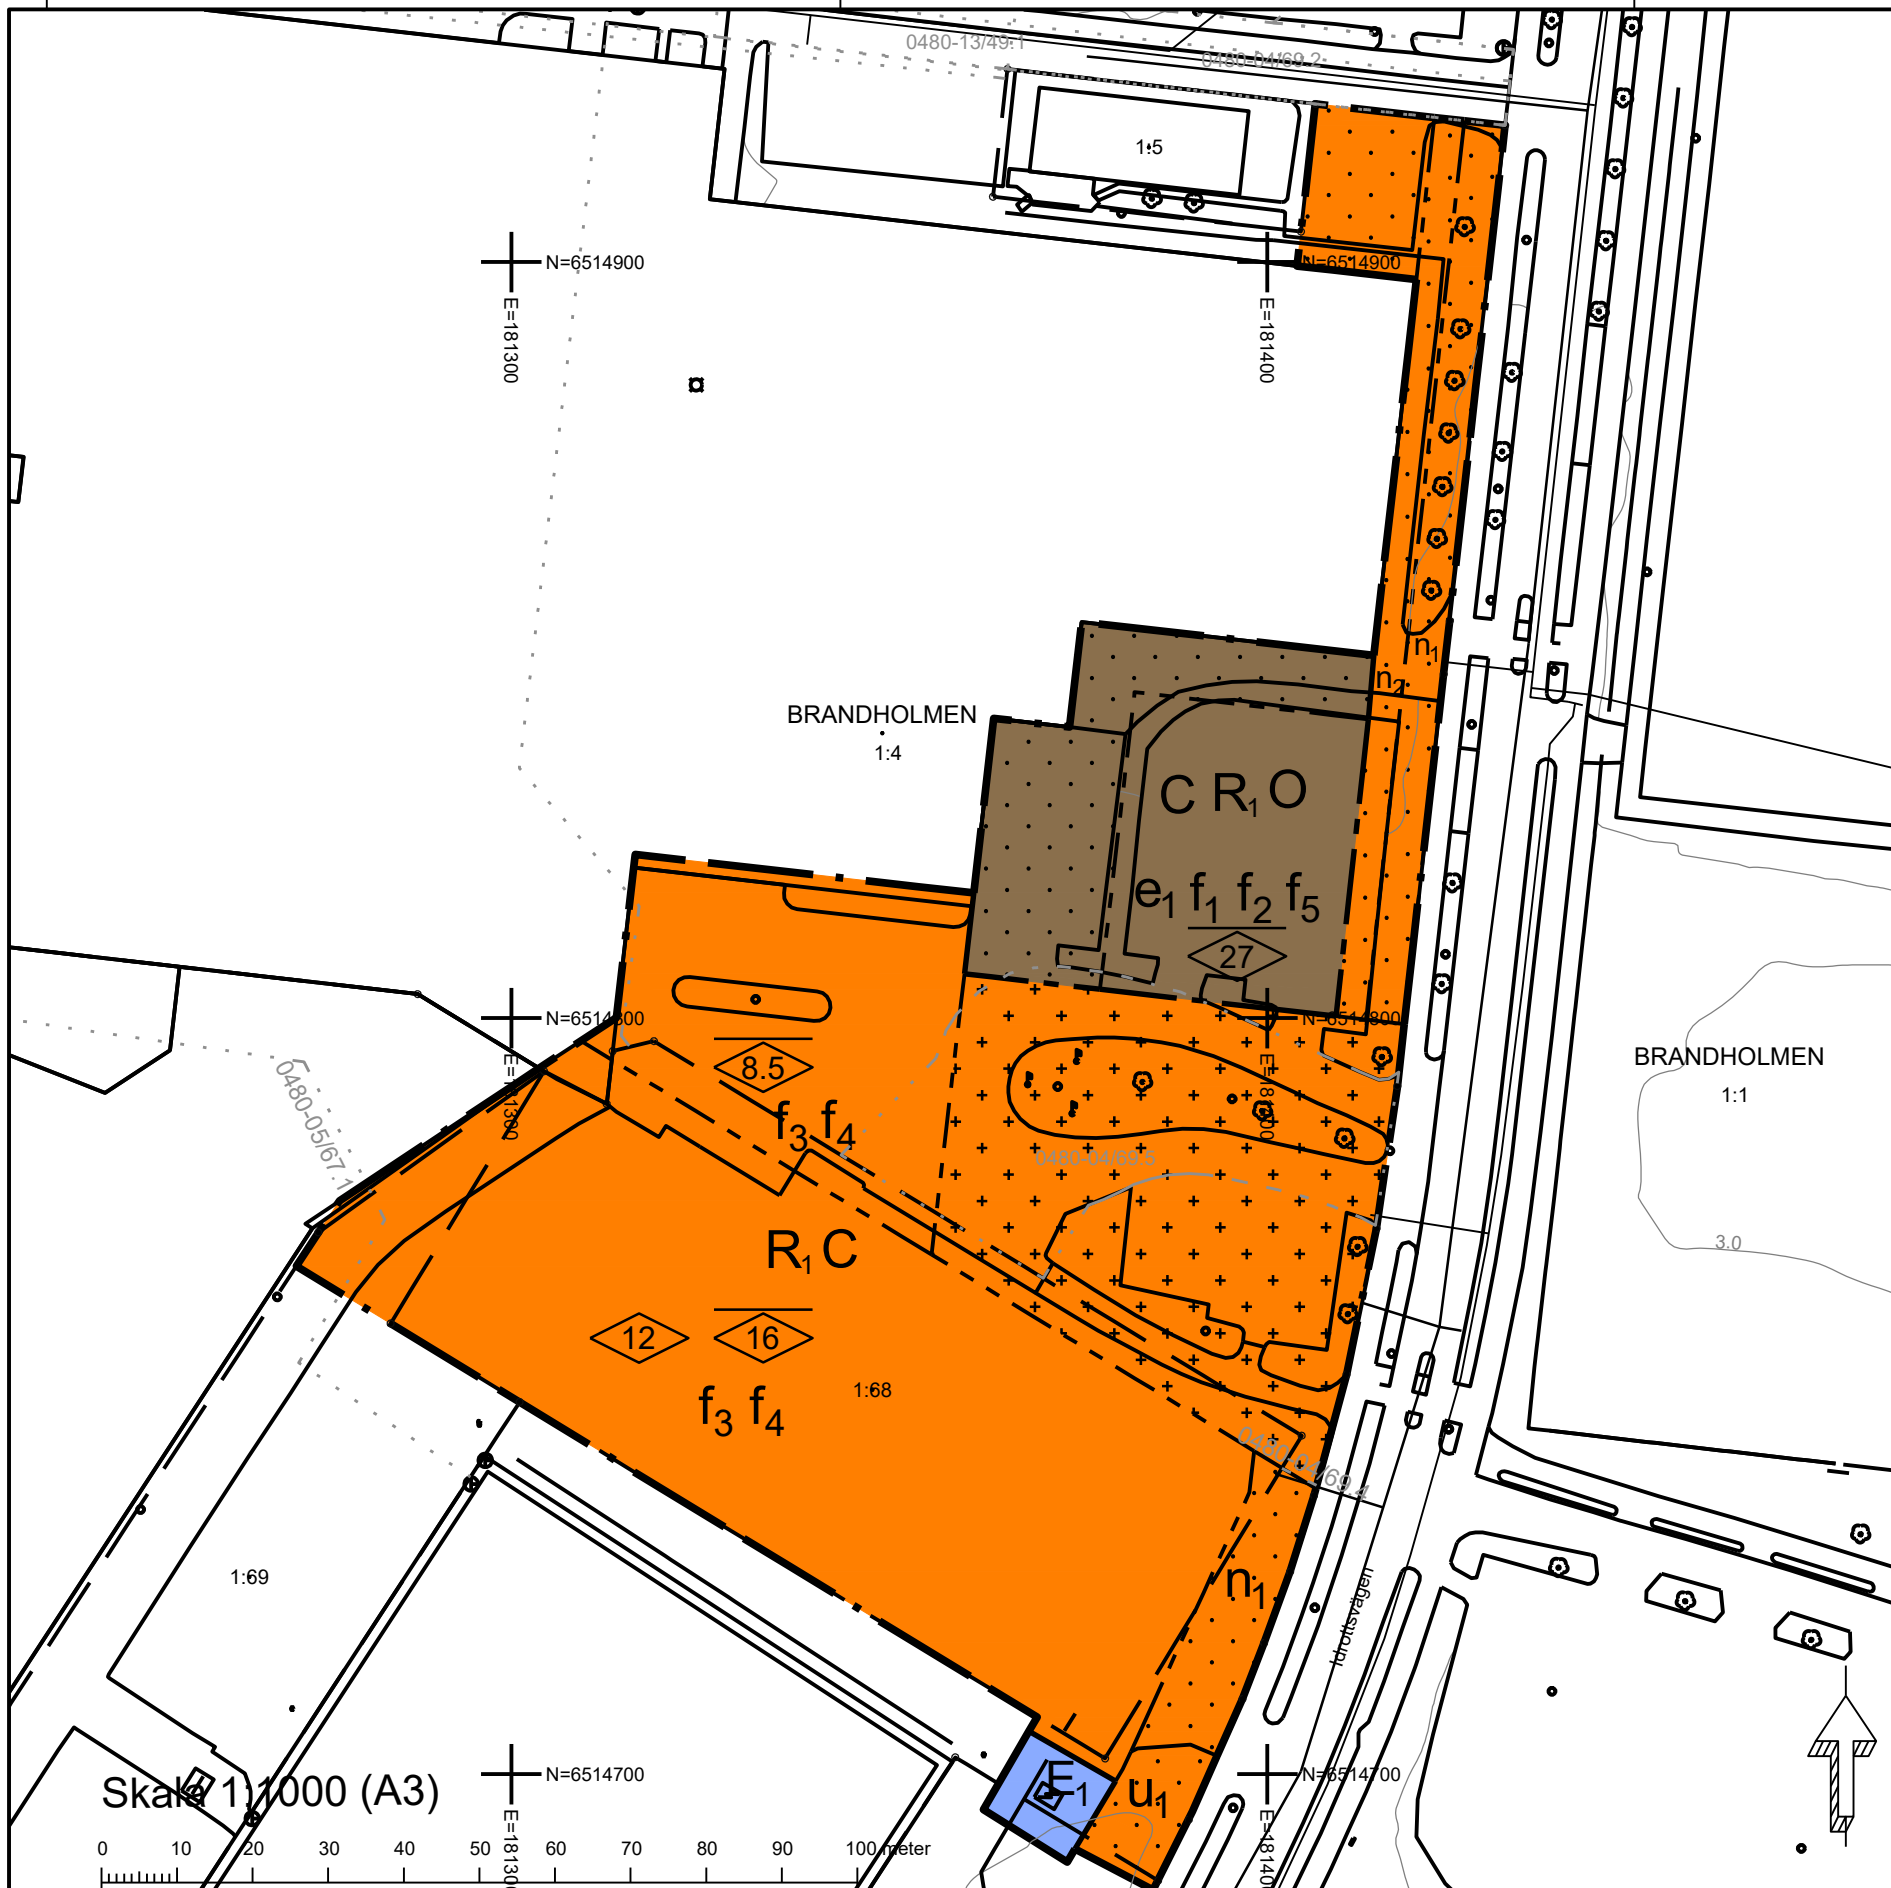 0480-13/49.1
0480-04/69.2
1:5
N=6514900
N=6514900
E=181300
E=181400
n1
n2
BRANDHOLMEN
1:4
C R1 O
e1 f1 f2 f5
27
N=6514800
N=6514800
E=181300
E=181400
BRANDHOLMEN
1:1
8.5
f3 f4
0480-05/67.1
0480-04/69.5
R1 C
3.0
12
16
1:68
f3 f4
0480-04/69.4
1:69
n1
Idrottsvägen
N=6514700
N=6514700
E1
u1
Skala 1:1000 (A3)
0 10 20 30 40 50 60 70 80 90 100 meter
E=181300
E=181400